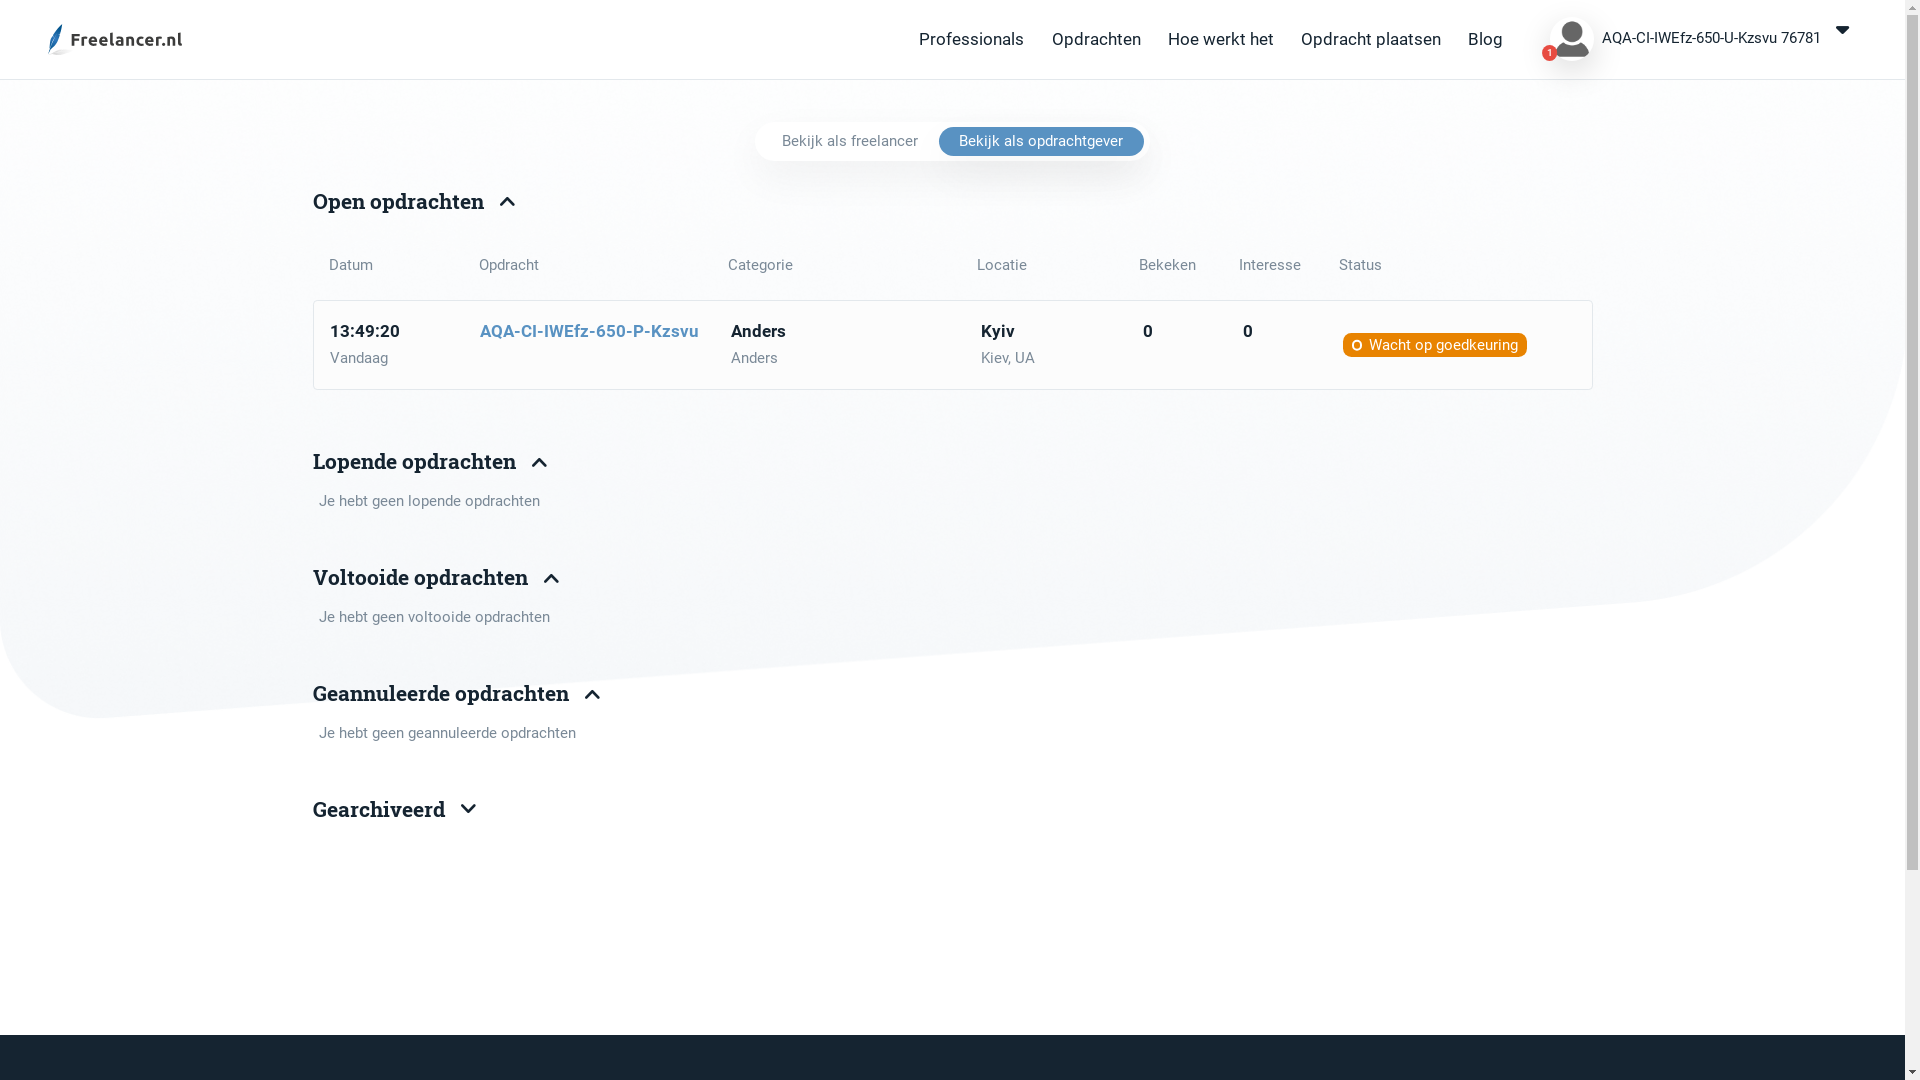 Freelancer.nl
Professionals
Opdrachten
Hoe werkt het
Opdracht plaatsen
Blog
1
AQA-CI-IWEfz-650-U-Kzsvu 76781
Bekijk als freelancer
Bekijk als opdrachtgever
Open opdrachten
Datum
Opdracht
Categorie
Locatie
Bekeken
Interesse
Status
13:49:20
Vandaag
AQA-CI-IWEfz-650-P-Kzsvu
Anders
Anders
Kyiv
Kiev, UA
0
0
Wacht op goedkeuring
Lopende opdrachten
Je hebt geen lopende opdrachten
Voltooide opdrachten
Je hebt geen voltooide opdrachten
Geannuleerde opdrachten
Je hebt geen geannuleerde opdrachten
Gearchiveerd